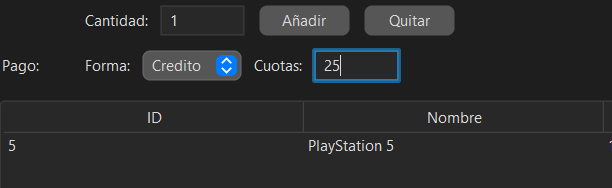 Cantidad: 1 Añadir Quitar
Pago: Forma: Credito Cuotas: 25
ID Nombre
5 PlayStation 5